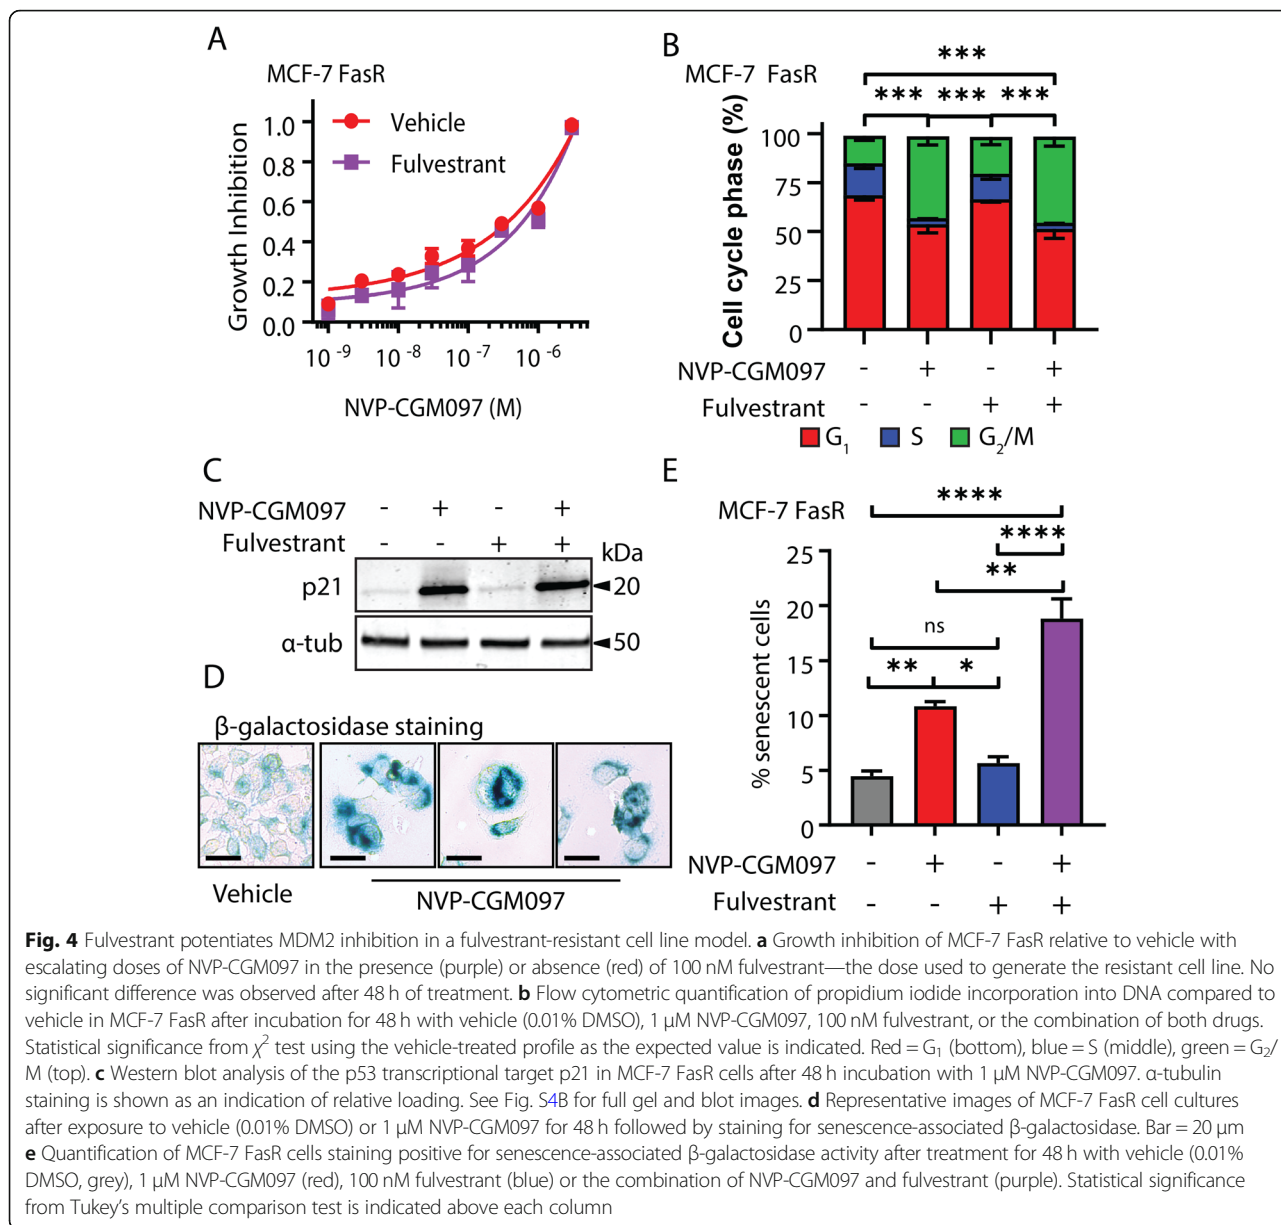 A
MCF-7 FasR
Growth Inhibition
1.0
0.8
0.6
0.4
0.2
0.0
Vehicle
Fulvestrant
10⁻⁹ 10⁻⁸ 10⁻⁷ 10⁻⁶
NVP-CGM097 (M)
B
MCF-7 FasR
***
*** *** ***
Cell cycle phase (%)
100
75
50
25
0
NVP-CGM097 - + - +
Fulvestrant - - + +
G₁ S G₂/M
C
NVP-CGM097 - + - +
Fulvestrant - - + +
kDa
p21 20
α-tub 50
D
β-galactosidase staining
Vehicle
NVP-CGM097
E
MCF-7 FasR
****
****
**
ns
** *
% senescent cells
25
20
15
10
5
0
NVP-CGM097 - + - +
Fulvestrant - - + +
Fig. 4 Fulvestrant potentiates MDM2 inhibition in a fulvestrant-resistant cell line model. a Growth inhibition of MCF-7 FasR relative to vehicle with
escalating doses of NVP-CGM097 in the presence (purple) or absence (red) of 100 nM fulvestrant—the dose used to generate the resistant cell line. No
significant difference was observed after 48 h of treatment. b Flow cytometric quantification of propidium iodide incorporation into DNA compared to
vehicle in MCF-7 FasR after incubation for 48 h with vehicle (0.01% DMSO), 1 μM NVP-CGM097, 100 nM fulvestrant, or the combination of both drugs.
Statistical significance from χ² test using the vehicle-treated profile as the expected value is indicated. Red = G₁ (bottom), blue = S (middle), green = G₂/
M (top). c Western blot analysis of the p53 transcriptional target p21 in MCF-7 FasR cells after 48 h incubation with 1 μM NVP-CGM097. α-tubulin
staining is shown as an indication of relative loading. See Fig. S4B for full gel and blot images. d Representative images of MCF-7 FasR cell cultures
after exposure to vehicle (0.01% DMSO) or 1 μM NVP-CGM097 for 48 h followed by staining for senescence-associated β-galactosidase. Bar = 20 μm
e Quantification of MCF-7 FasR cells staining positive for senescence-associated β-galactosidase activity after treatment for 48 h with vehicle (0.01%
DMSO, grey), 1 μM NVP-CGM097 (red), 100 nM fulvestrant (blue) or the combination of NVP-CGM097 and fulvestrant (purple). Statistical significance
from Tukey's multiple comparison test is indicated above each column